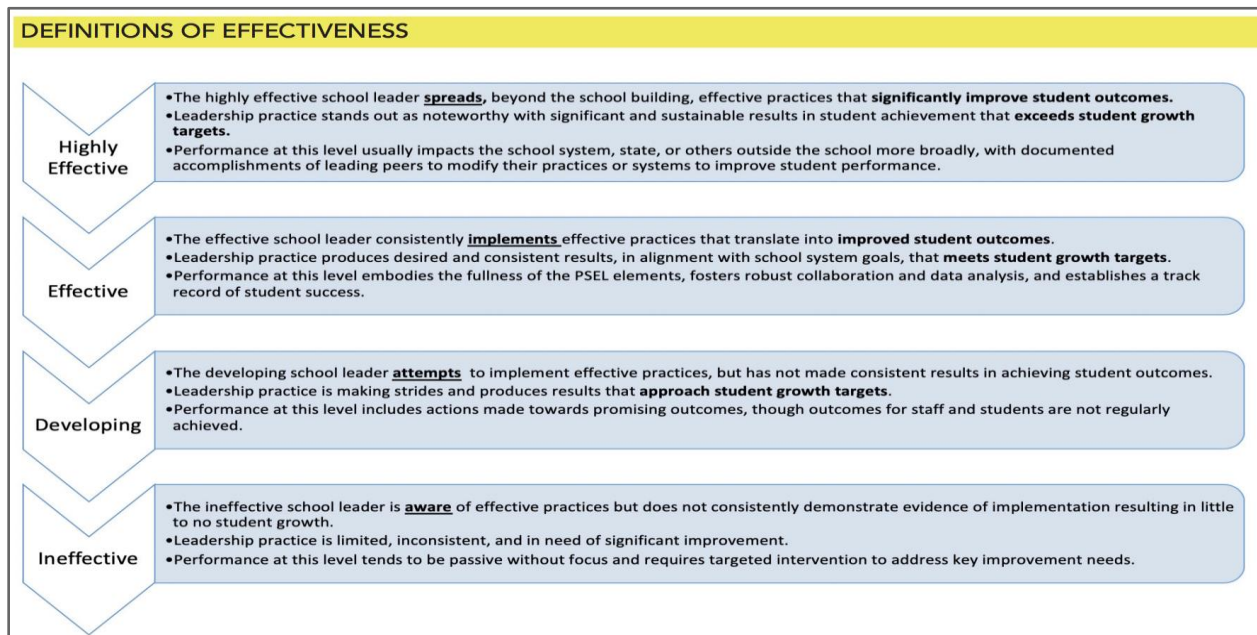 DEFINITIONS OF EFFECTIVENESS
Highly
Effective
•The highly effective school leader spreads, beyond the school building, effective practices that significantly improve student outcomes.
•Leadership practice stands out as noteworthy with significant and sustainable results in student achievement that exceeds student growth
targets.
•Performance at this level usually impacts the school system, state, or others outside the school more broadly, with documented
accomplishments of leading peers to modify their practices or systems to improve student performance.
Effective
•The effective school leader consistently implements effective practices that translate into improved student outcomes.
•Leadership practice produces desired and consistent results, in alignment with school system goals, that meets student growth targets.
•Performance at this level embodies the fullness of the PSEL elements, fosters robust collaboration and data analysis, and establishes a track
record of student success.
Developing
•The developing school leader attempts to implement effective practices, but has not made consistent results in achieving student outcomes.
•Leadership practice is making strides and produces results that approach student growth targets.
•Performance at this level includes actions made towards promising outcomes, though outcomes for staff and students are not regularly
achieved.
Ineffective
•The ineffective school leader is aware of effective practices but does not consistently demonstrate evidence of implementation resulting in little
to no student growth.
•Leadership practice is limited, inconsistent, and in need of significant improvement.
•Performance at this level tends to be passive without focus and requires targeted intervention to address key improvement needs.